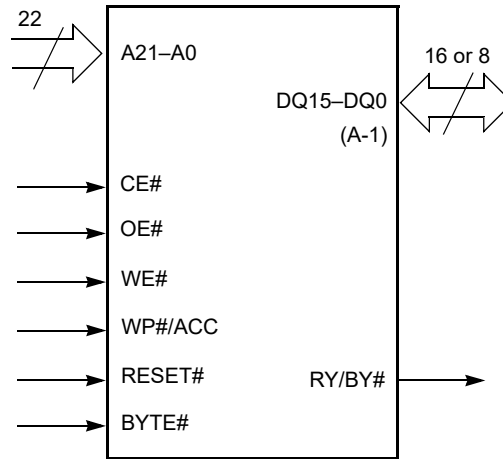 22
A21–A0
16 or 8
DQ15–DQ0
(A-1)
CE#
OE#
WE#
WP#/ACC
RESET#
RY/BY#
BYTE#